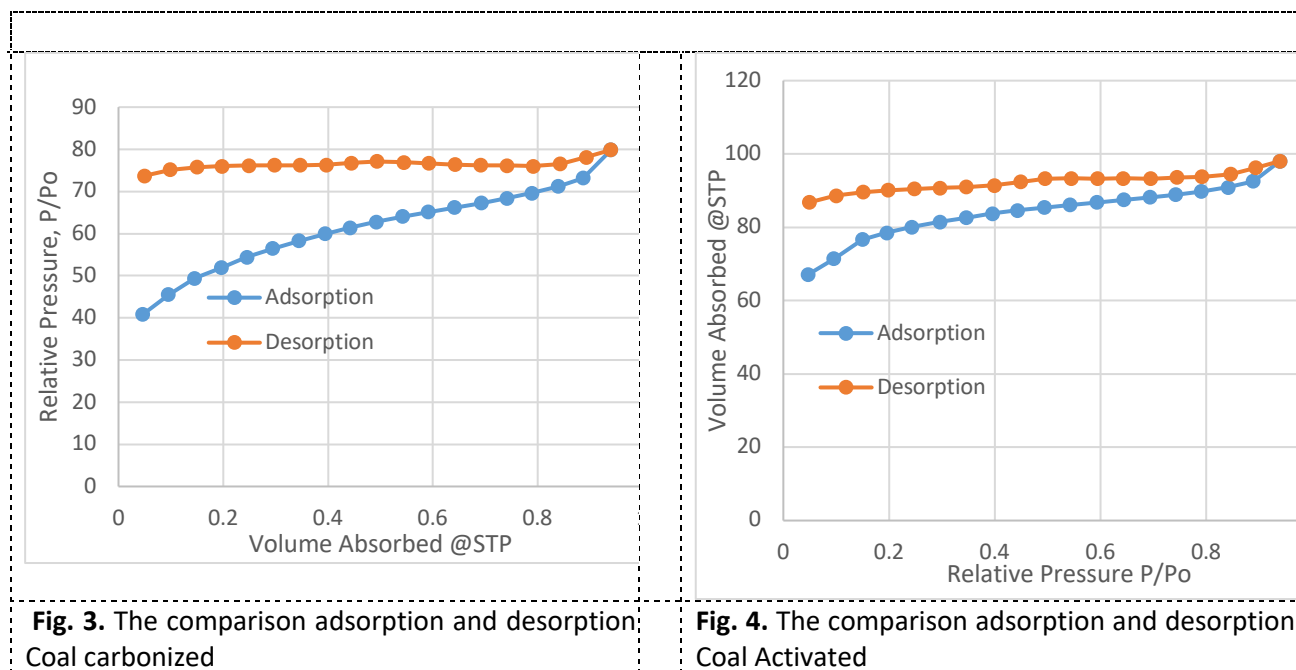 90
80
70
60
50
40
30
20
10
0
Relative Pressure, P/Po
Adsorption
Desorption
0 0.2 0.4 0.6 0.8
Volume Absorbed @STP
Fig. 3. The comparison adsorption and desorption
Coal carbonized
120
100
80
60
40
20
0
Volume Absorbed @STP
Adsorption
Desorption
0 0.2 0.4 0.6 0.8
Relative Pressure P/Po
Fig. 4. The comparison adsorption and desorption
Coal Activated